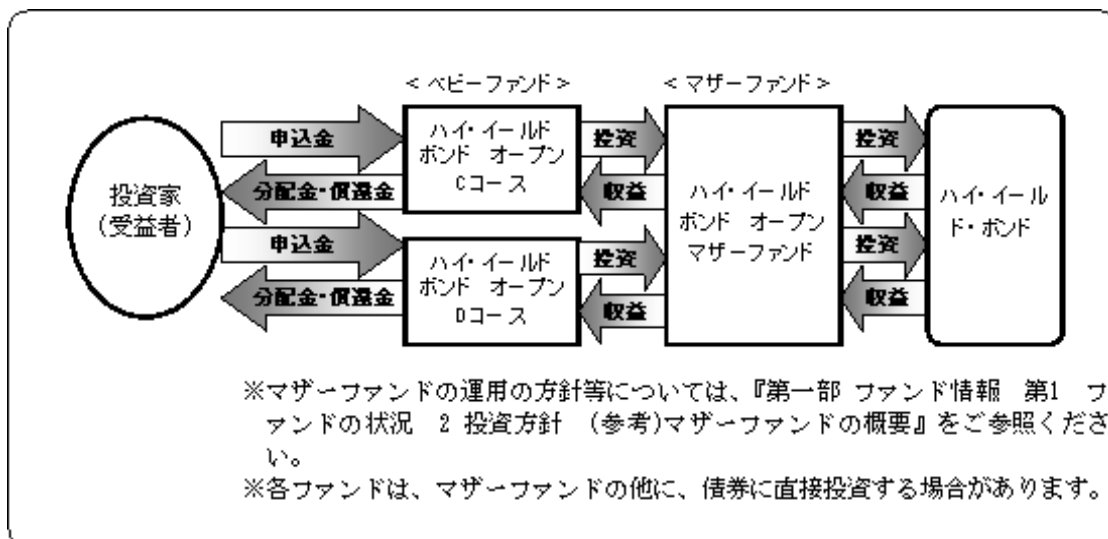 <ベビーファンド>
<マザーファンド>
投資家
(受益者)
申込金
分配金・償還金
申込金
分配金・償還金
ハイ・イールド
ボンド オープン
Cコース
ハイ・イールド
ボンド オープン
Dコース
投資
収益
投資
収益
ハイ・イールド
ボンド オープン
マザーファンド
投資
収益
投資
収益
ハイ・イール
ド・ボンド
※マザーファンドの運用の方針等については、『第一部 ファンド情報 第1 フ
ァンドの状況 2 投資方針 (参考)マザーファンドの概要』をご参照くださ
い。
※各ファンドは、マザーファンドの他に、債券に直接投資する場合があります。